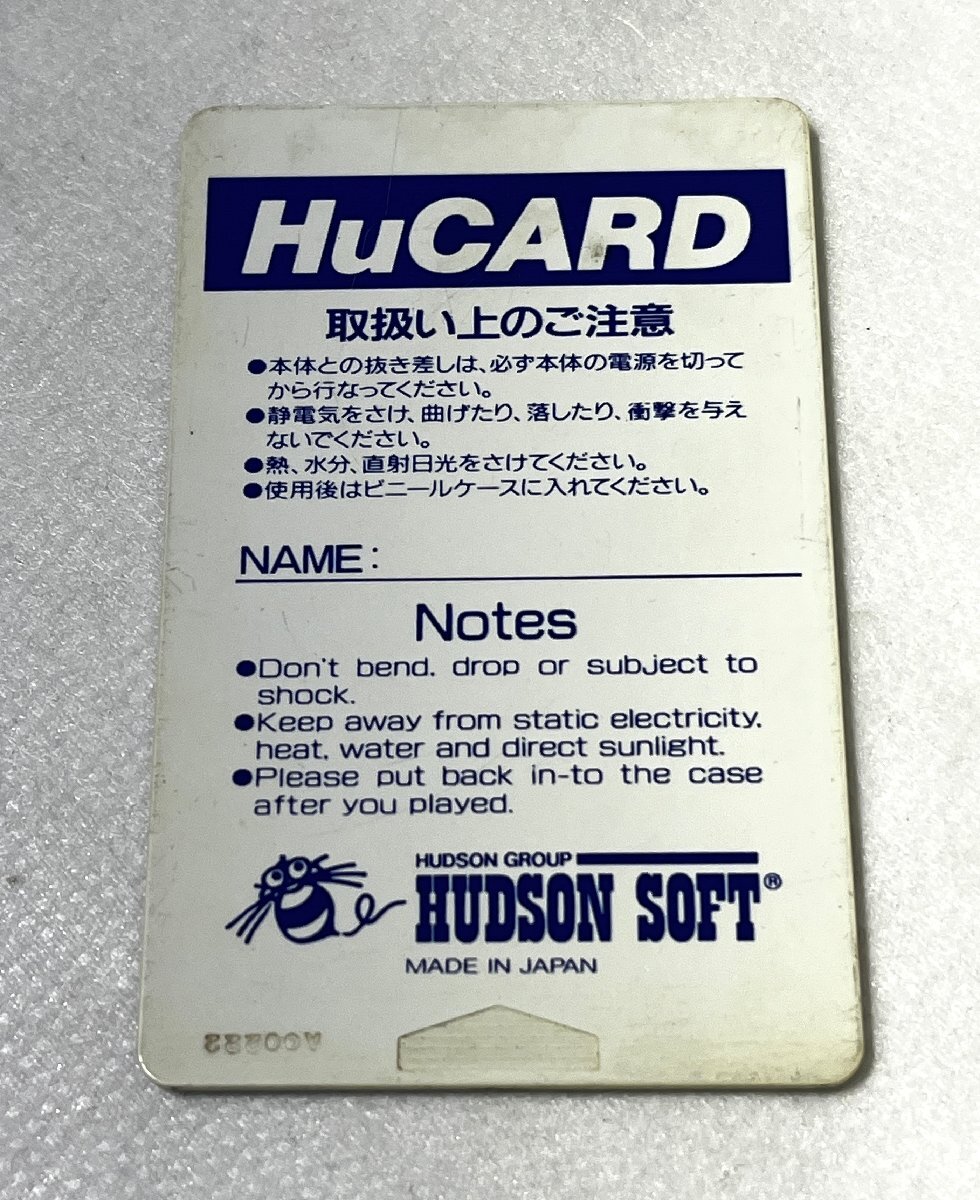 HuCARD
取扱い上のご注意
●本体との抜き差しは、必ず本体の電源を切って
から行なってください。
●静電気をさけ、曲げたり、落したり、衝撃を与え
ないでください。
●熱、水分、直射日光をさけてください。
●使用後はビニールケースに入れてください。
NAME:
Notes
●Don't bend, drop or subject to
shock.
●Keep away from static electricity,
heat, water and direct sunlight.
●Please put back in-to the case
after you played.
HUDSON GROUP
HUDSON SOFT®
MADE IN JAPAN